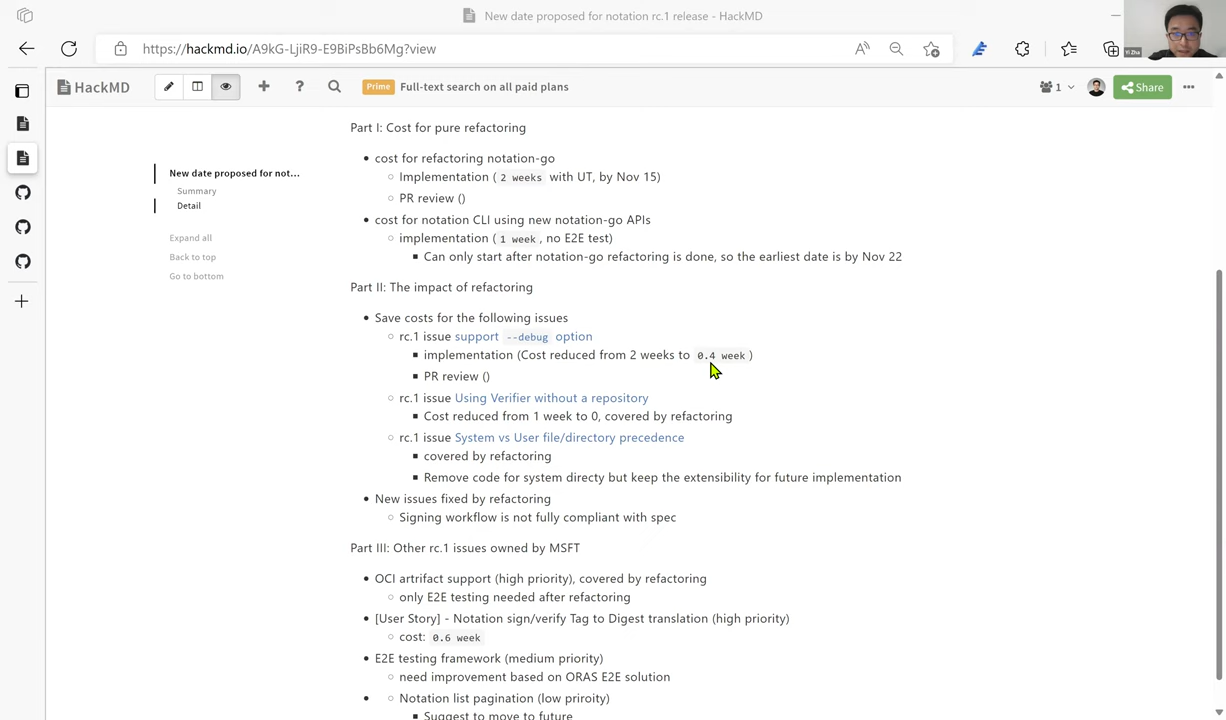 New date proposed for notation rc.1 release - HackMD
https://hackmd.io/A9kG-LjiR9-E9BiPsBb6Mg?view
Yi Zha
HackMD
Prime Full-text search on all paid plans
1
Share
New date proposed for not...
Summary
Detail
Expand all
Back to top
Go to bottom
Part I: Cost for pure refactoring
cost for refactoring notation-go
Implementation ( 2 weeks with UT, by Nov 15)
PR review ()
cost for notation CLI using new notation-go APIs
implementation ( 1 week , no E2E test)
Can only start after notation-go refactoring is done, so the earliest date is by Nov 22
Part II: The impact of refactoring
Save costs for the following issues
rc.1 issue support --debug option
implementation (Cost reduced from 2 weeks to 0.4 week )
PR review ()
rc.1 issue Using Verifier without a repository
Cost reduced from 1 week to 0, covered by refactoring
rc.1 issue System vs User file/directory precedence
covered by refactoring
Remove code for system directy but keep the extensibility for future implementation
New issues fixed by refactoring
Signing workflow is not fully compliant with spec
Part III: Other rc.1 issues owned by MSFT
OCI artrifact support (high priority), covered by refactoring
only E2E testing needed after refactoring
[User Story] - Notation sign/verify Tag to Digest translation (high priority)
cost: 0.6 week
E2E testing framework (medium priority)
need improvement based on ORAS E2E solution
Notation list pagination (low priroity)
Suggest to move to future